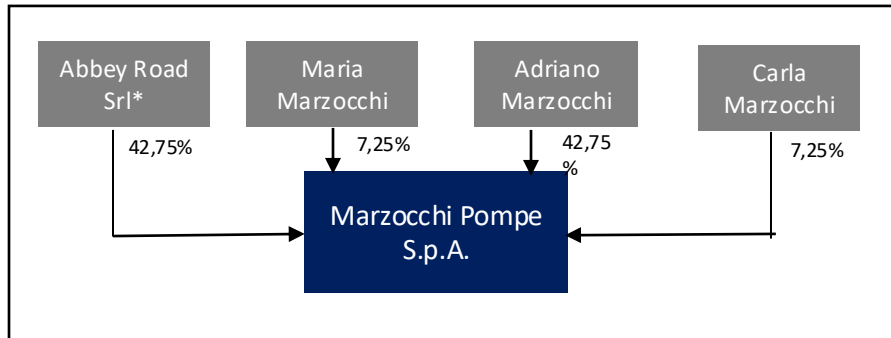 Abbey Road
Srl*
Maria
Marzocchi
Adriano
Marzocchi
Carla
Marzocchi
42,75%
7,25%
42,75
%
7,25%
Marzocchi Pompe
S.p.A.